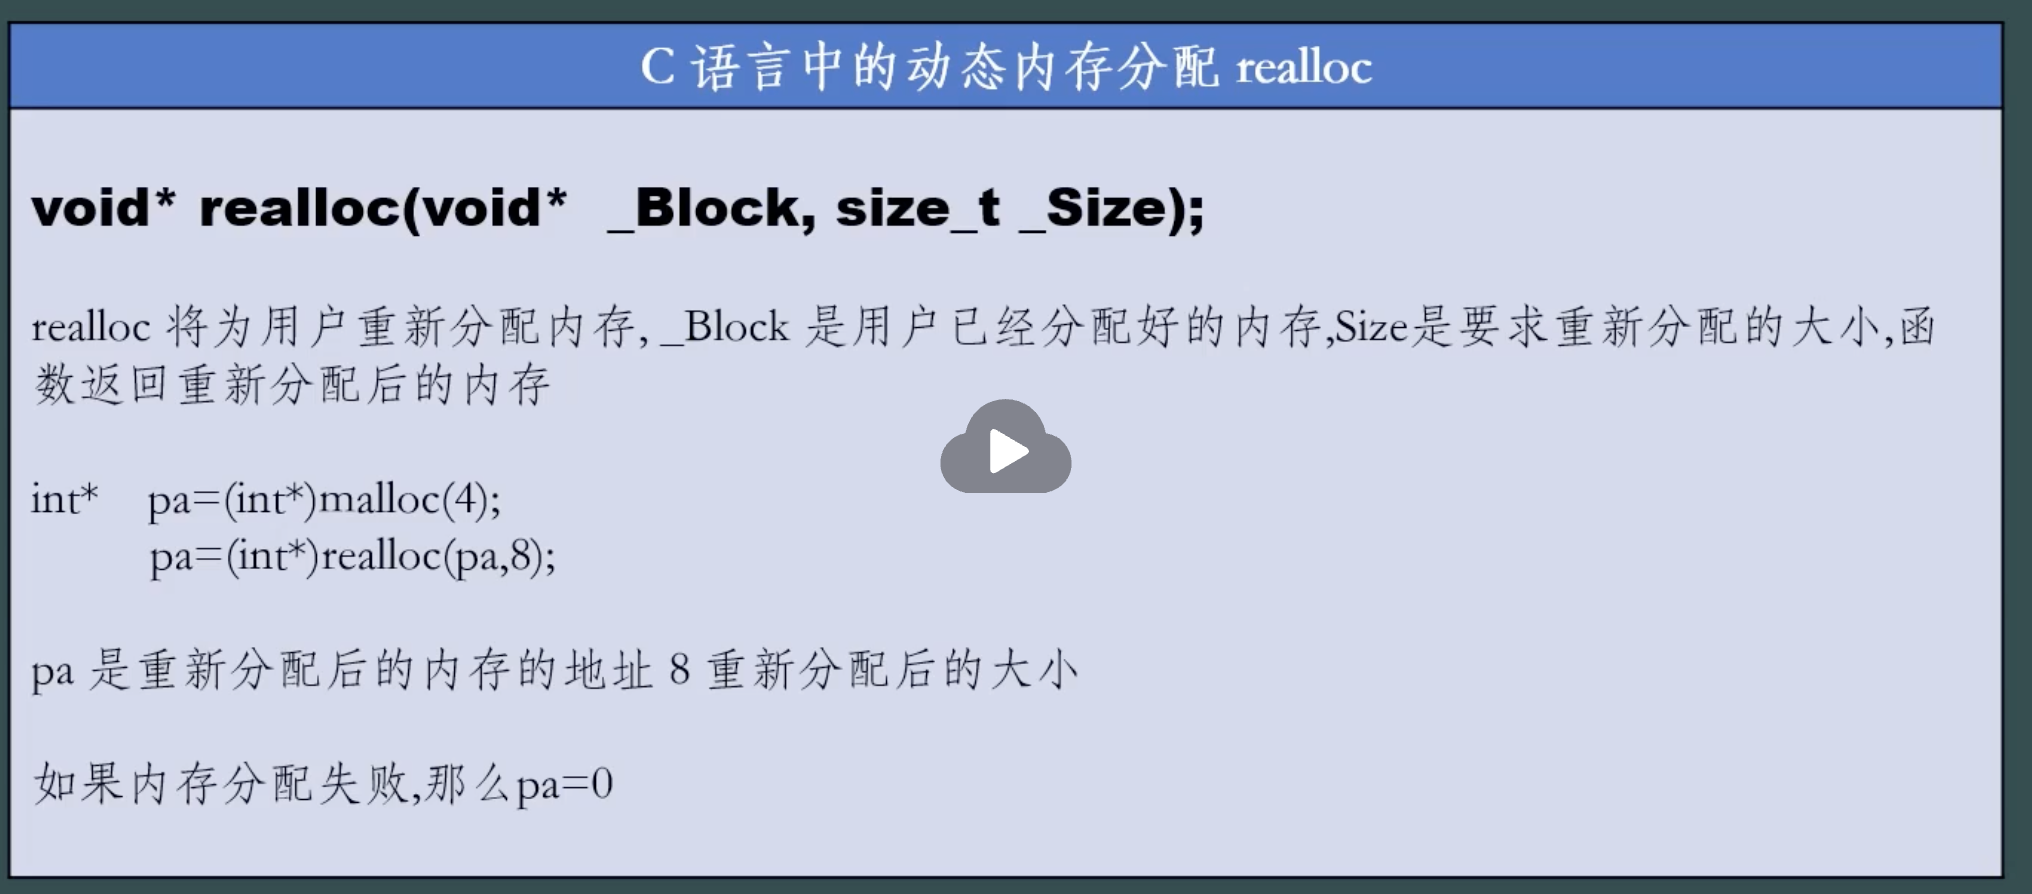 C 语言中的动态内存分配 realloc
void* realloc(void* _Block, size_t _Size);
realloc 将为用户重新分配内存, _Block 是用户已经分配好的内存,Size是要求重新分配的大小,函
数返回重新分配后的内存
int* pa=(int*)malloc(4);
pa=(int*)realloc(pa,8);
pa 是重新分配后的内存的地址 8 重新分配后的大小
如果内存分配失败,那么pa=0